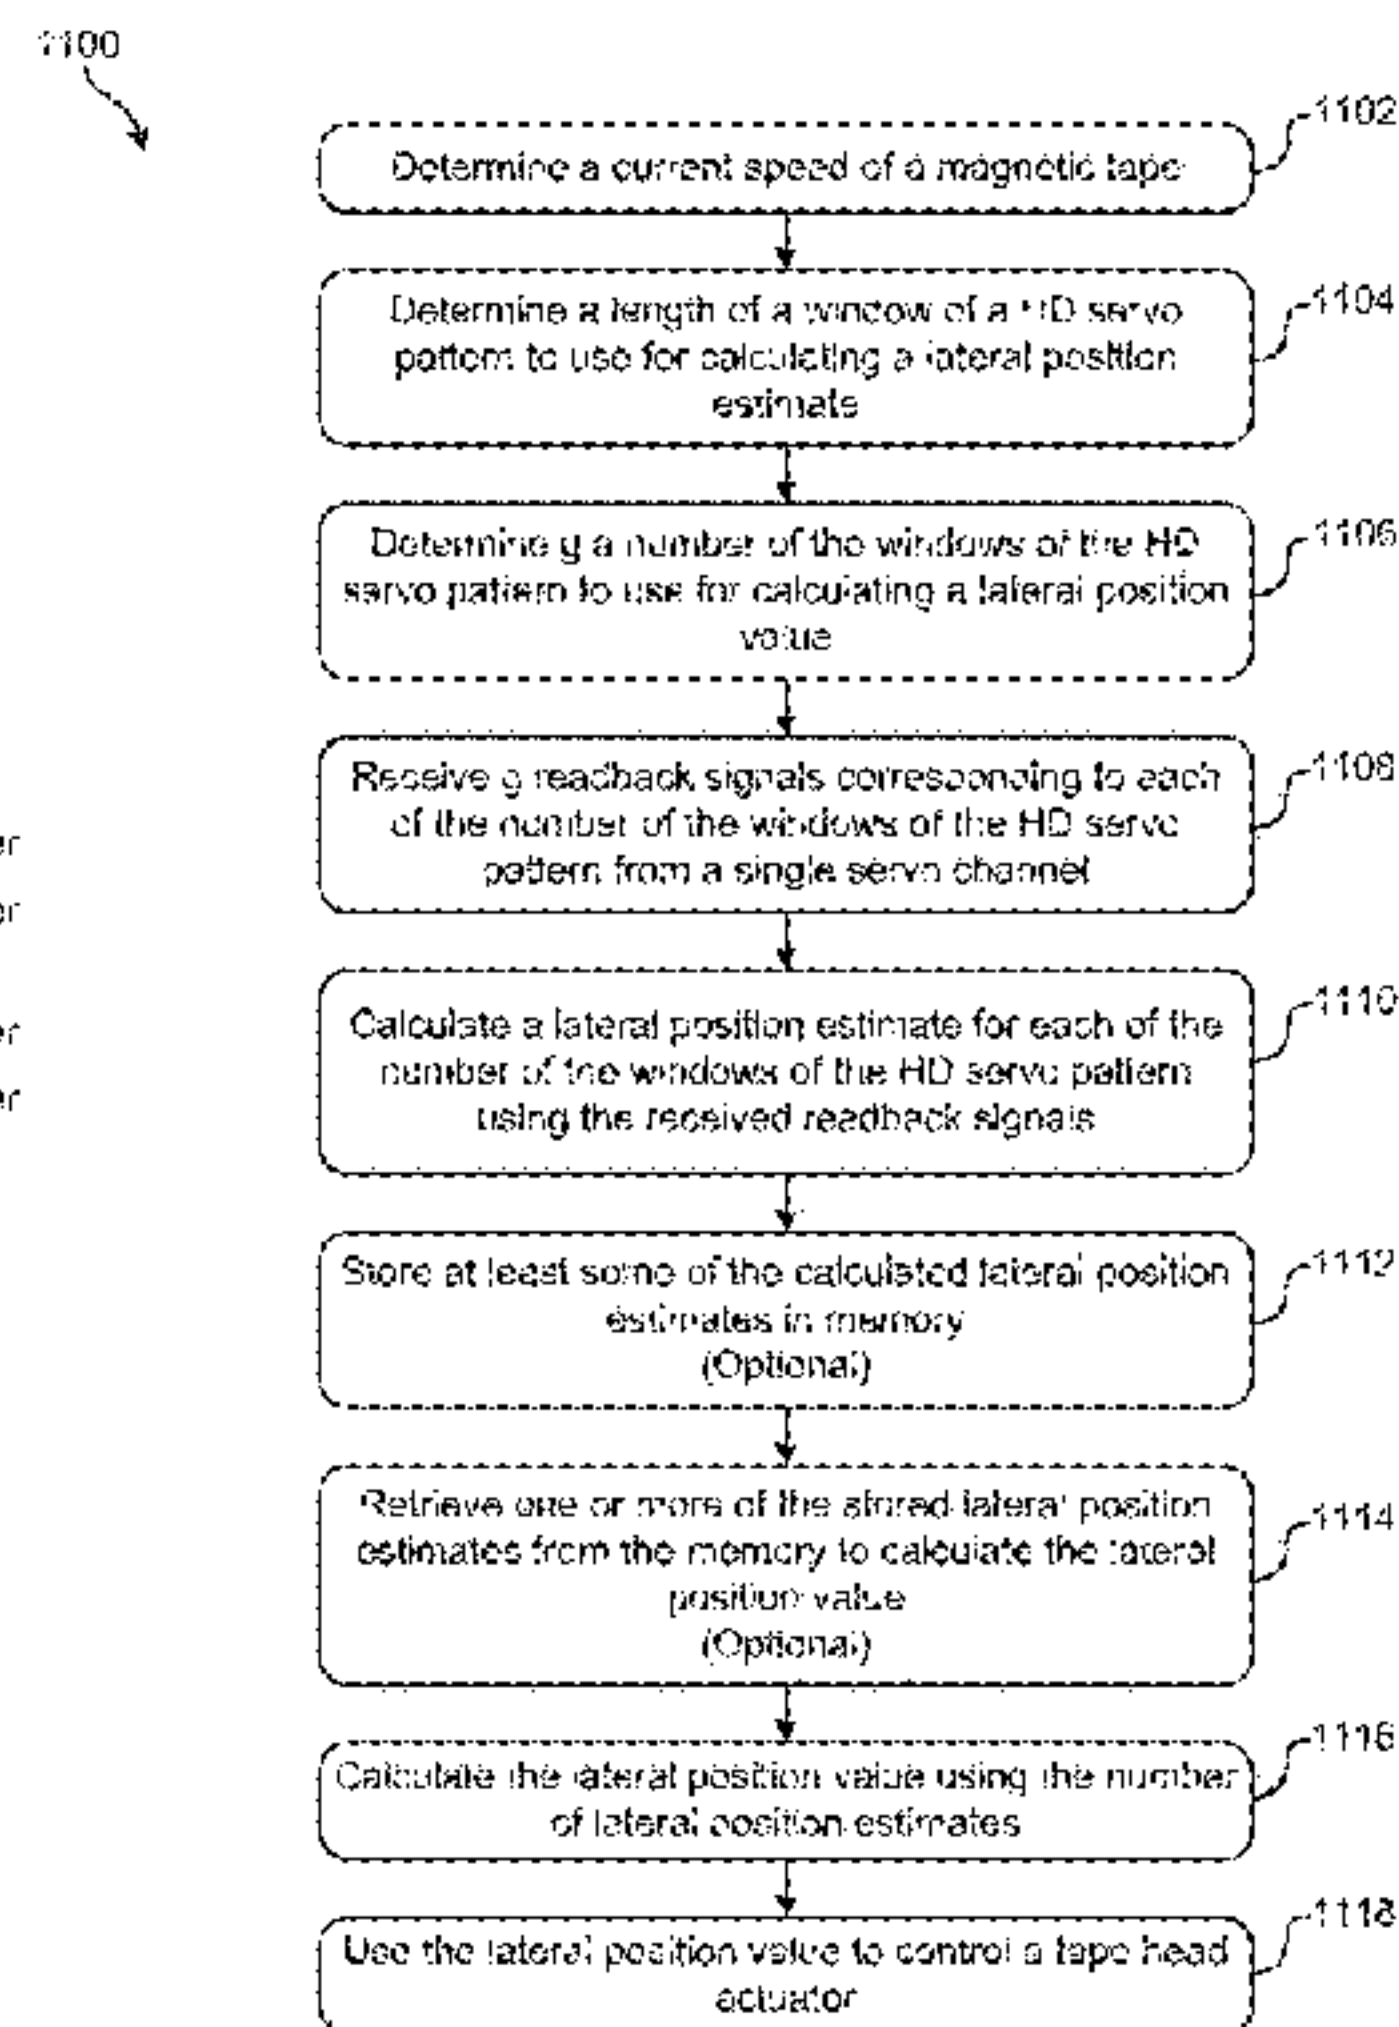 1100
1102
Determine a current speed of a magnetic tape
1104
Determine a length of a window of a HD servo
pattern to use for calculating a lateral position
estimate
1106
Determine g a number of the windows of the HD
servo pattern to use for calculating a lateral position
value
1108
Receive g readback signals corresponding to each
of the number of the windows of the HD servo
pattern from a single servo channel
er
er
er
er
1110
Calculate a lateral position estimate for each of the
number of the windows of the HD servo pattern
using the received readback signals
1112
Store at least some of the calculated lateral position
estimates in memory
(Optional)
1114
Retrieve one or more of the stored lateral position
estimates from the memory to calculate the lateral
position value
(Optional)
1116
Calculate the lateral position value using the number
of lateral position estimates
1118
Use the lateral position value to control a tape head
actuator